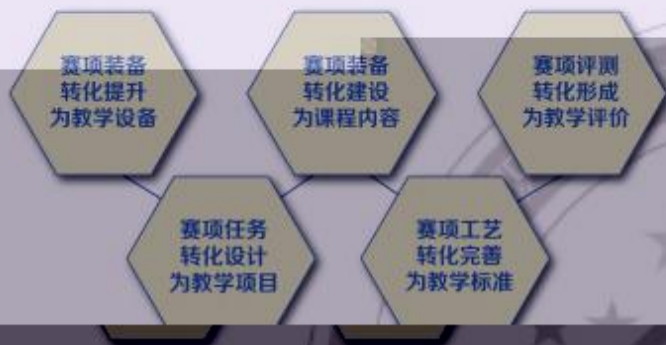 赛项装备
转化提升
为教学设备
赛项装备
转化建设
为课程内容
赛项评测
转化形成
为教学评价
赛项任务
转化设计
为教学项目
赛项工艺
转化完善
为教学标准